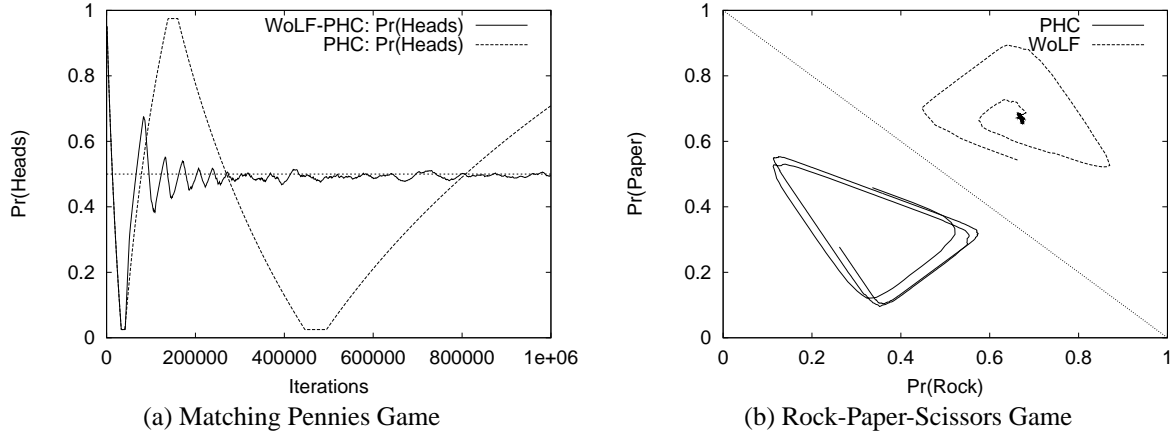 WoLF-PHC: Pr(Heads)
PHC: Pr(Heads)
1
0.8
0.6
0.4
0.2
0
Pr(Heads)
0 200000 400000 600000 800000 1e+06
Iterations
(a) Matching Pennies Game
PHC
WoLF
1
0.8
0.6
0.4
0.2
0
Pr(Paper)
0 0.2 0.4 0.6 0.8 1
Pr(Rock)
(b) Rock-Paper-Scissors Game